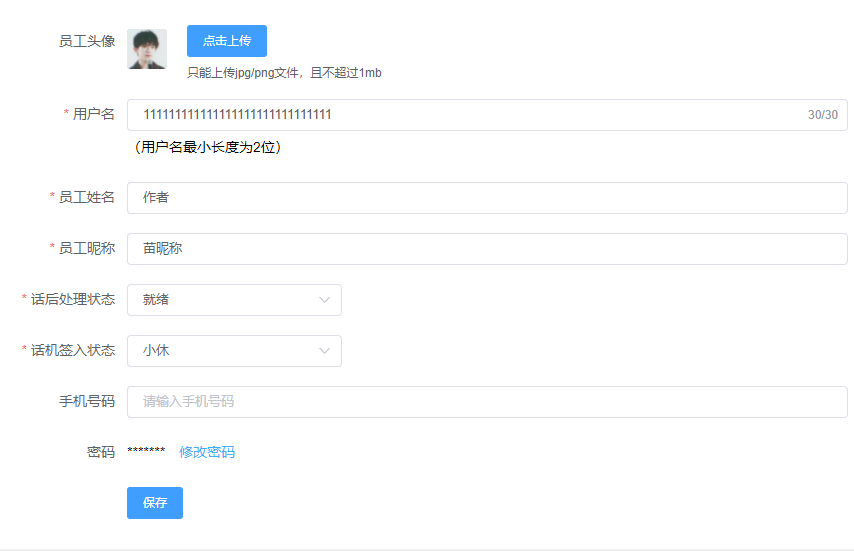 员工头像 点击上传
只能上传jpg/png文件，且不超过1mb
* 用户名 111111111111111111111111111111 30/30
（用户名最小长度为2位）
* 员工姓名 作者
* 员工昵称 苗昵称
* 话后处理状态 就绪
* 话机签入状态 小休
手机号码 请输入手机号码
密码 ******* 修改密码
保存